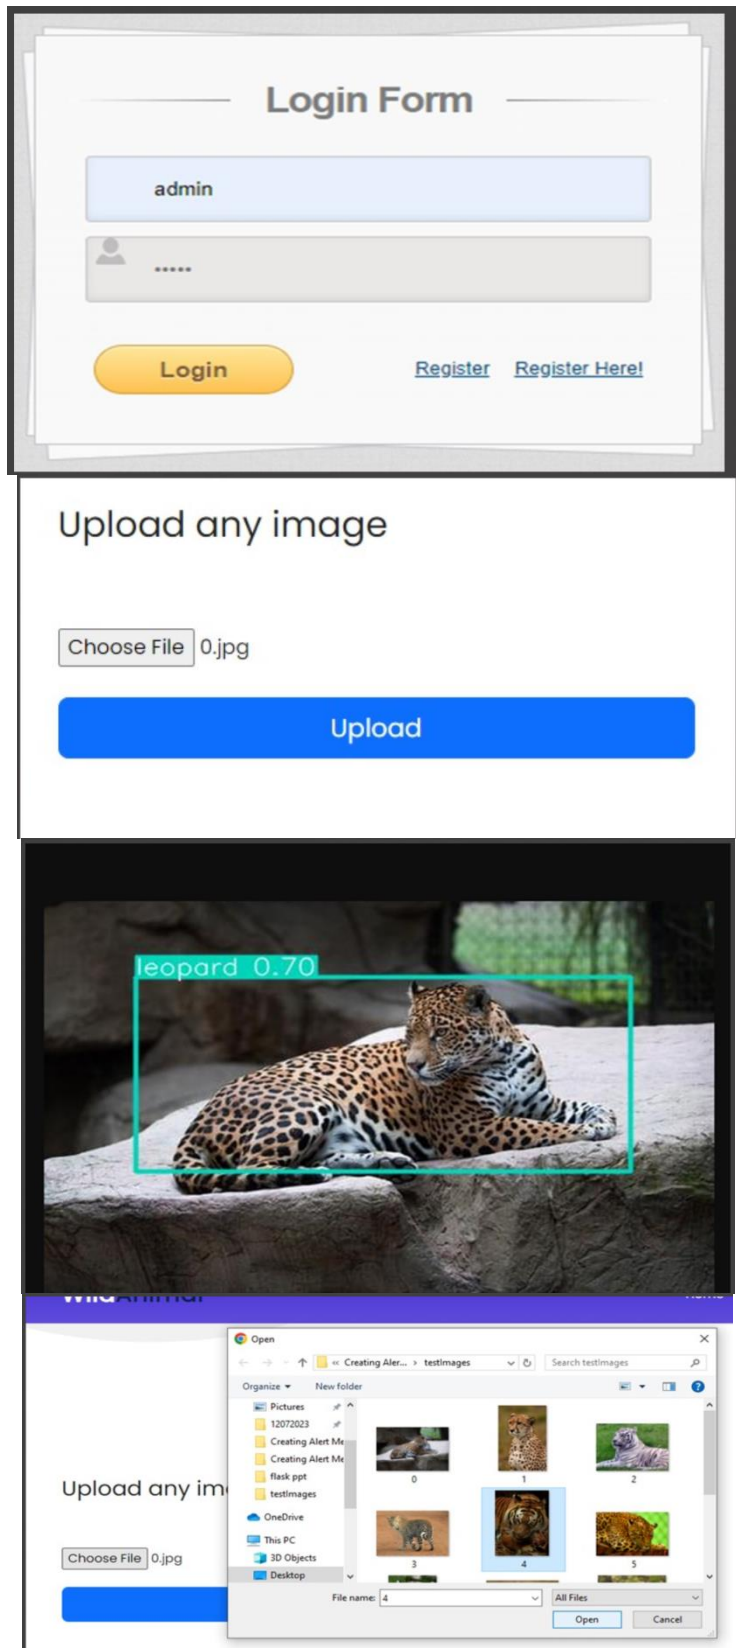 Login Form
admin
•••••
Login Register Register Here!
Upload any image
Choose File 0.jpg
Upload
leopard 0.70
WildAnimal Home
Open
« Creating Aler... › testImages Search testImages
Organize New folder
Pictures
12072023
Creating Alert Me
Creating Alert Me
flask ppt
testImages
OneDrive
This PC
3D Objects
Desktop
0 1 2
3 4 5
Upload any im
Choose File 0.jpg
File name: 4 All Files
Open Cancel